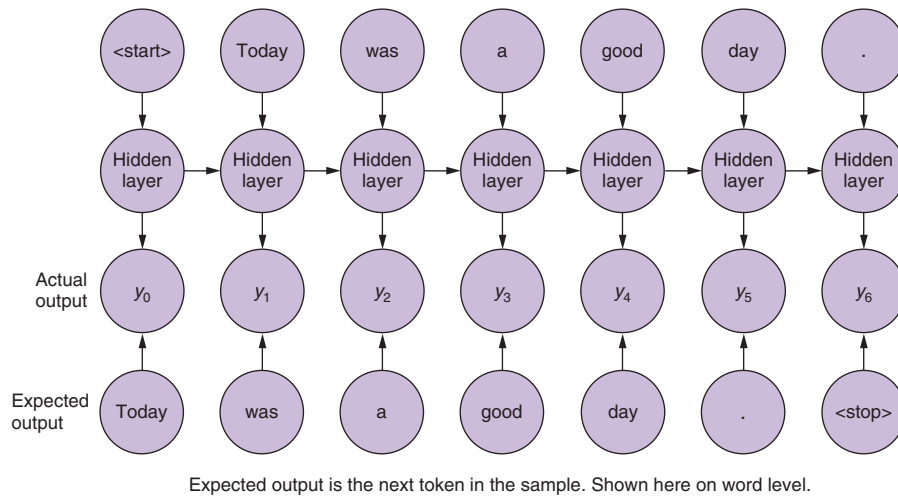 <start> Today was a good day .
Hidden layer Hidden layer Hidden layer Hidden layer Hidden layer Hidden layer Hidden layer
Actual output
y0 y1 y2 y3 y4 y5 y6
Expected output
Today was a good day . <stop>
Expected output is the next token in the sample. Shown here on word level.